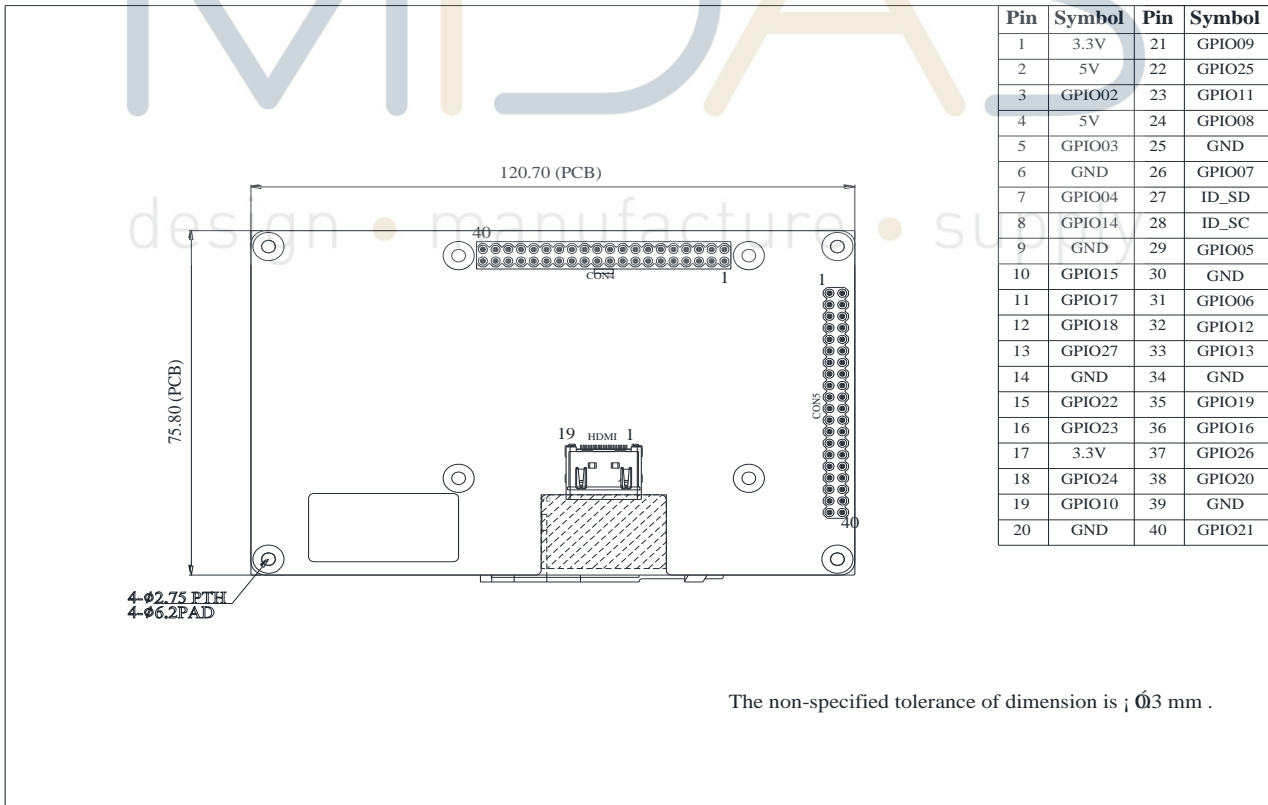 MIDAS
design • manufacture • supply
Pin Symbol Pin Symbol
1 3.3V 21 GPIO09
2 5V 22 GPIO25
3 GPIO02 23 GPIO11
4 5V 24 GPIO08
5 GPIO03 25 GND
6 GND 26 GPIO07
7 GPIO04 27 ID_SD
8 GPIO14 28 ID_SC
9 GND 29 GPIO05
10 GPIO15 30 GND
11 GPIO17 31 GPIO06
12 GPIO18 32 GPIO12
13 GPIO27 33 GPIO13
14 GND 34 GND
15 GPIO22 35 GPIO19
16 GPIO23 36 GPIO16
17 3.3V 37 GPIO26
18 GPIO24 38 GPIO20
19 GPIO10 39 GND
20 GND 40 GPIO21
120.70 (PCB)
75.80 (PCB)
40
CON4
1
1
CON5
40
19 HDMI 1
4-ø2.75 PTH
4-ø6.2PAD
The non-specified tolerance of dimension is 0.3 mm .